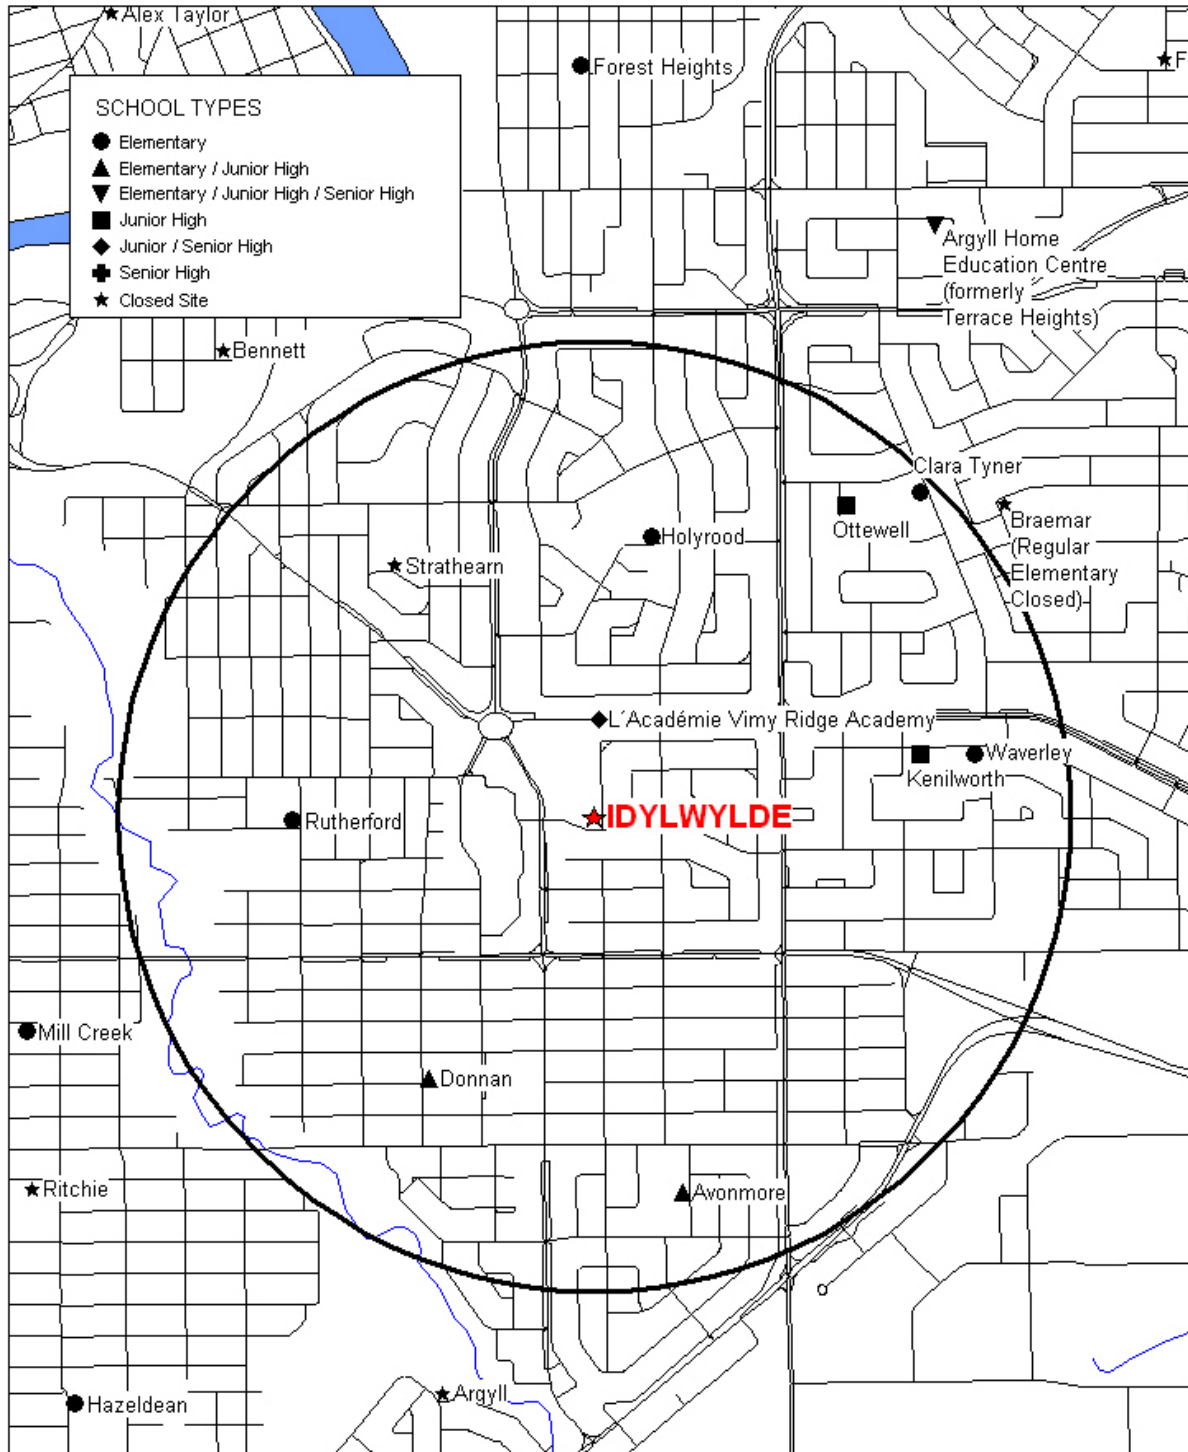 Alex Taylor
Forest Heights
F
SCHOOL TYPES
Elementary
Elementary / Junior High
Elementary / Junior High / Senior High
Junior High
Junior / Senior High
Senior High
Closed Site
Argyll Home
Education Centre
(formerly
Terrace Heights)
Bennett
Clara Tyner
Ottewell
Braemar
(Regular
Elementary
Closed)
Holyrood
Strathearn
L´Académie Vimy Ridge Academy
Waverley
Kenilworth
Rutherford
IDYLWYLDE
Mill Creek
Donnan
Ritchie
Avonmore
Argyll
Hazeldean